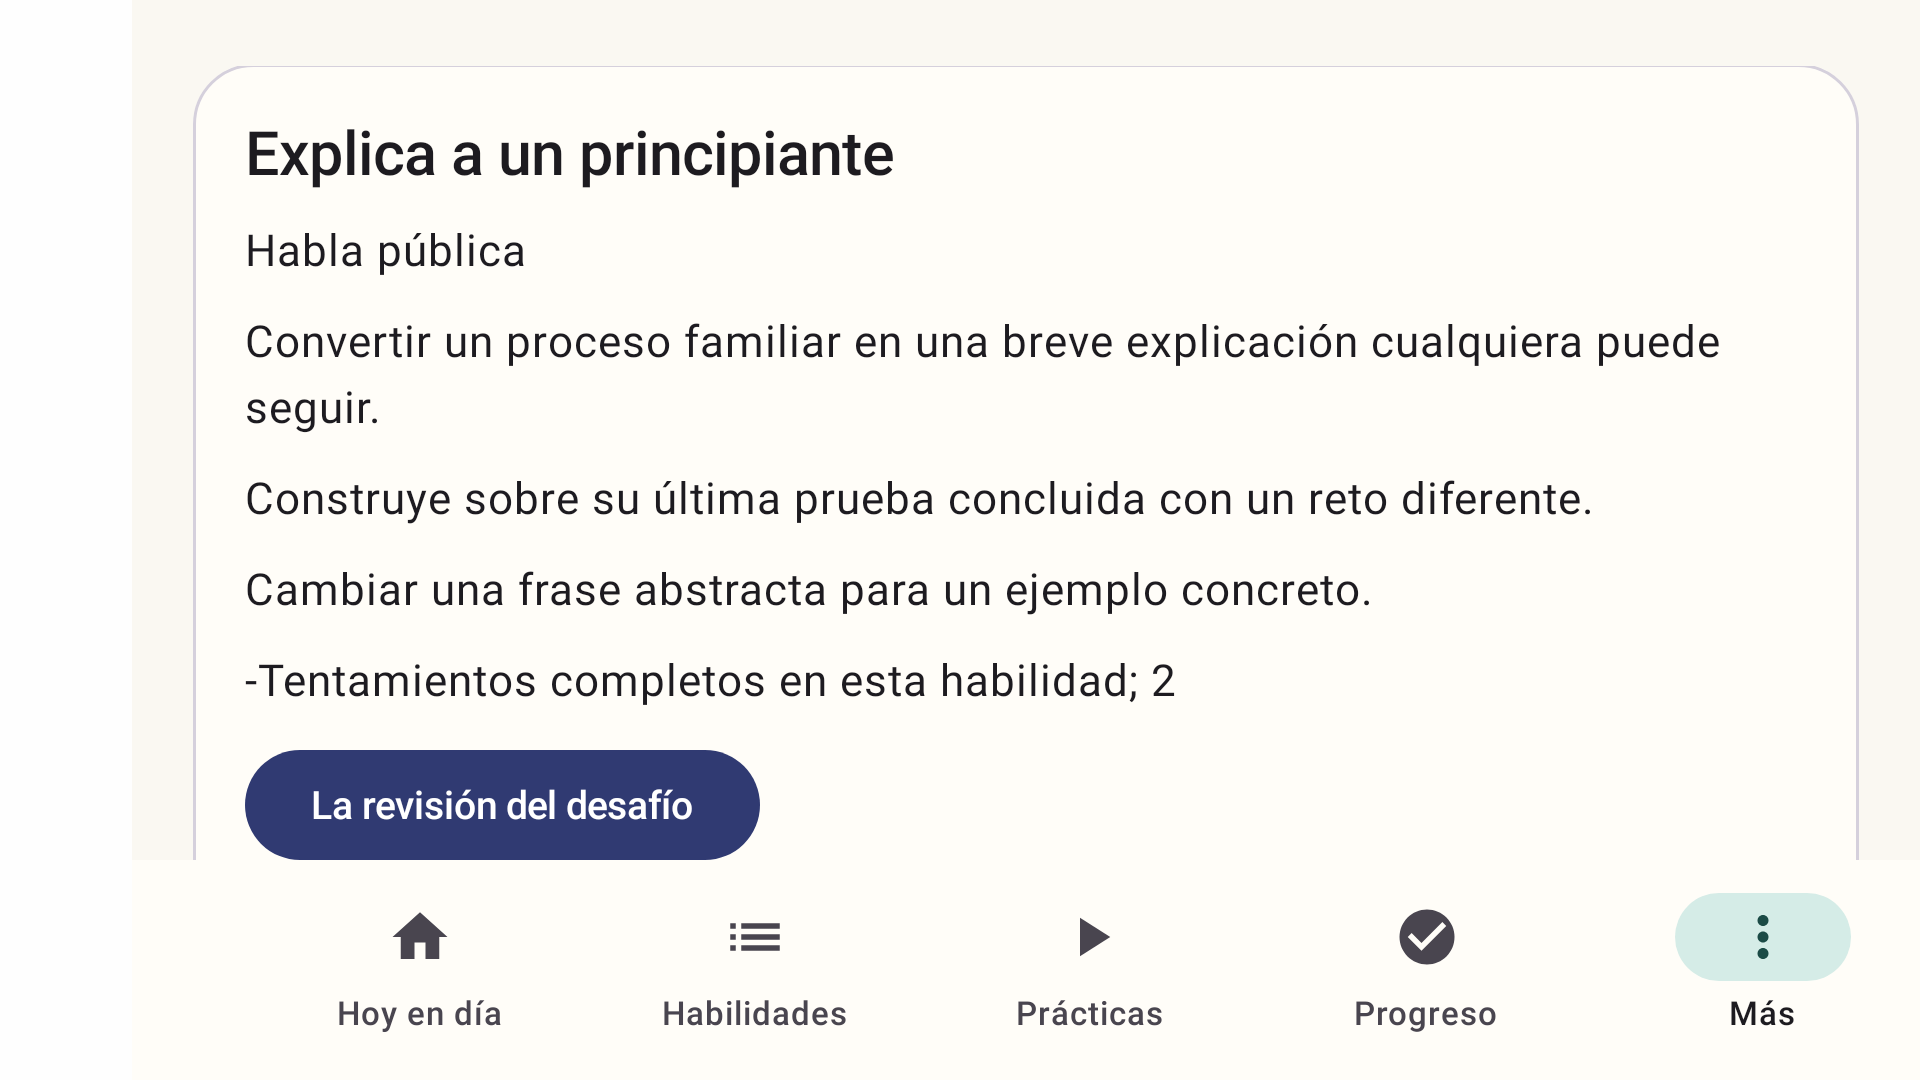 Explica a un principiante
Habla pública
Convertir un proceso familiar en una breve explicación cualquiera puede
seguir.
Construye sobre su última prueba concluida con un reto diferente.
Cambiar una frase abstracta para un ejemplo concreto.
-Tentamientos completos en esta habilidad; 2
La revisión del desafío
Hoy en día
Habilidades
Prácticas
Progreso
Más